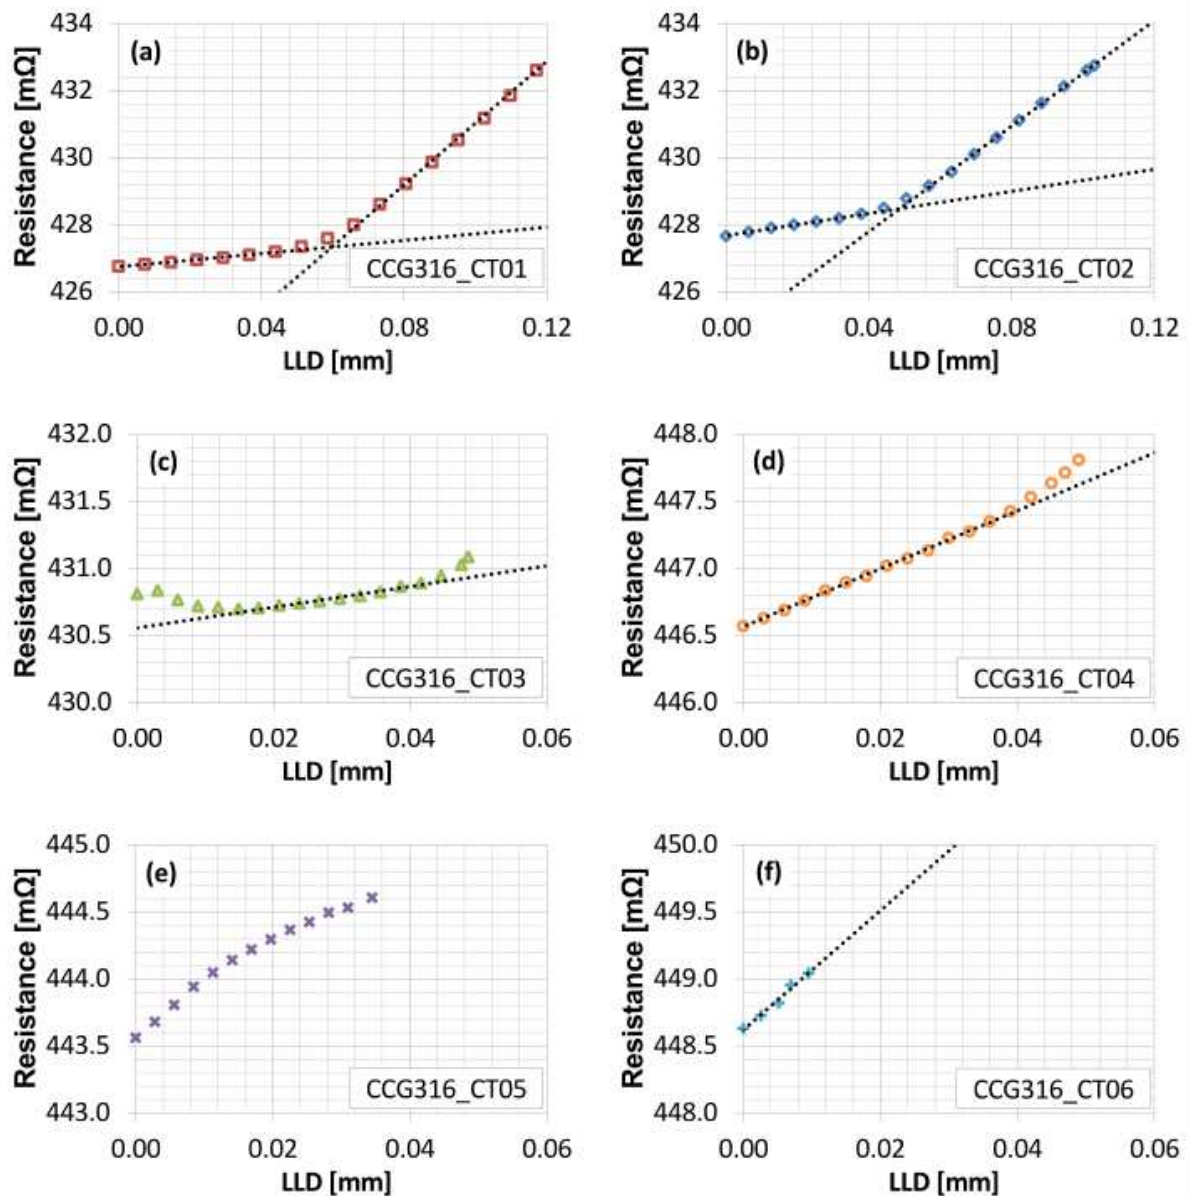 (a)
Resistance [mΩ]
434
432
430
428
426
CCG316_CT01
0.00 0.04 0.08 0.12
LLD [mm]
(b)
Resistance [mΩ]
434
432
430
428
426
CCG316_CT02
0.00 0.04 0.08 0.12
LLD [mm]
(c)
Resistance [mΩ]
432.0
431.5
431.0
430.5
430.0
CCG316_CT03
0.00 0.02 0.04 0.06
LLD [mm]
(d)
Resistance [mΩ]
448.0
447.5
447.0
446.5
446.0
CCG316_CT04
0.00 0.02 0.04 0.06
LLD [mm]
(e)
Resistance [mΩ]
445.0
444.5
444.0
443.5
443.0
CCG316_CT05
0.00 0.02 0.04 0.06
LLD [mm]
(f)
Resistance [mΩ]
450.0
449.5
449.0
448.5
448.0
CCG316_CT06
0.00 0.02 0.04 0.06
LLD [mm]